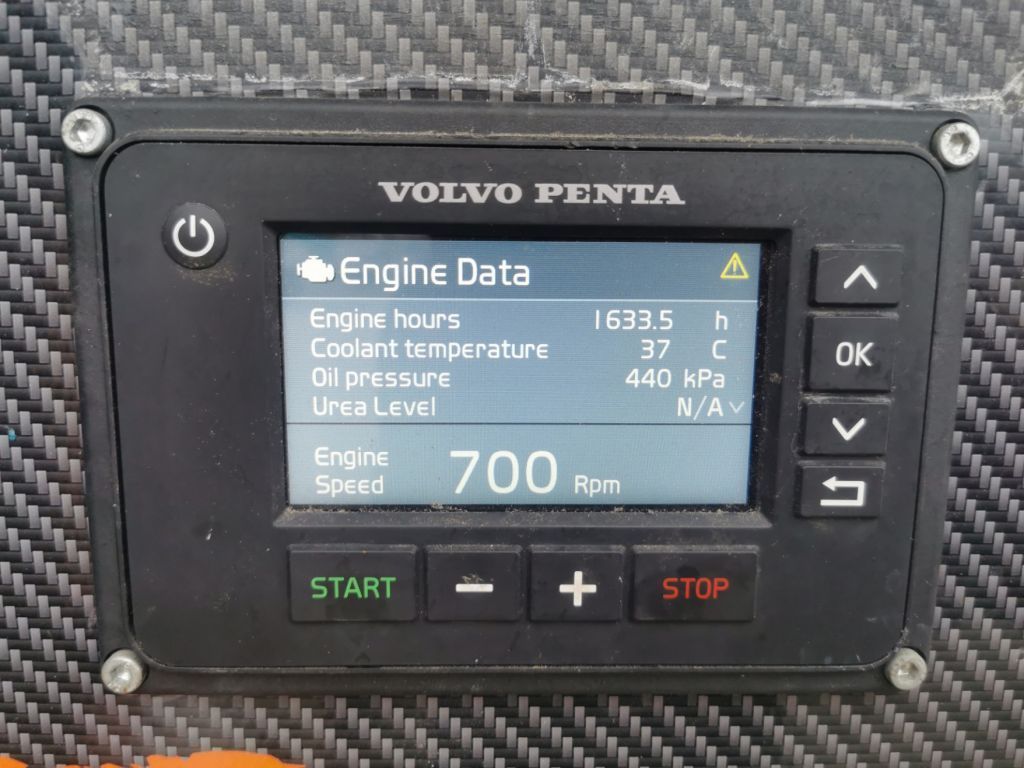 VOLVO PENTA
Engine Data
Engine hours 1633.5 h
Coolant temperature 37 C
Oil pressure 440 kPa
Urea Level N/A
Engine Speed 700 Rpm
OK
START - + STOP